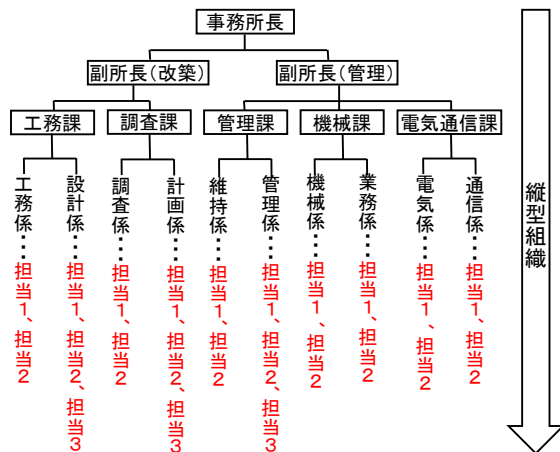 事務所長
副所長(改築)
副所長(管理)
工務課
調査課
管理課
機械課
電気通信課
工務係・・・担当1、担当2
設計係・・・担当1、担当2、担当3
調査係・・・担当1、担当2
計画係・・・担当1、担当2、担当3
維持係・・・担当1、担当2
管理係・・・担当1、担当2、担当3
機械係・・・担当1、担当2
業務係・・・担当1、担当2
電気係・・・担当1、担当2
通信係・・・担当1、担当2
縦型組織